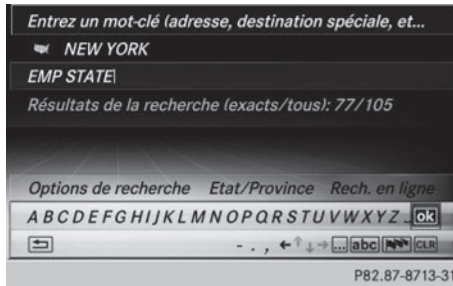 Entrez un mot-clé (adresse, destination spéciale, et...
NEW YORK
EMP STATE
Résultats de la recherche (exacts/tous): 77/105
Options de recherche Etat/Province Rech. en ligne
A B C D E F G H I J K L M N O P Q R S T U V W X Y Z _ ok
- . , ←↑↓→ ... abc CLR
P82.87-8713-31